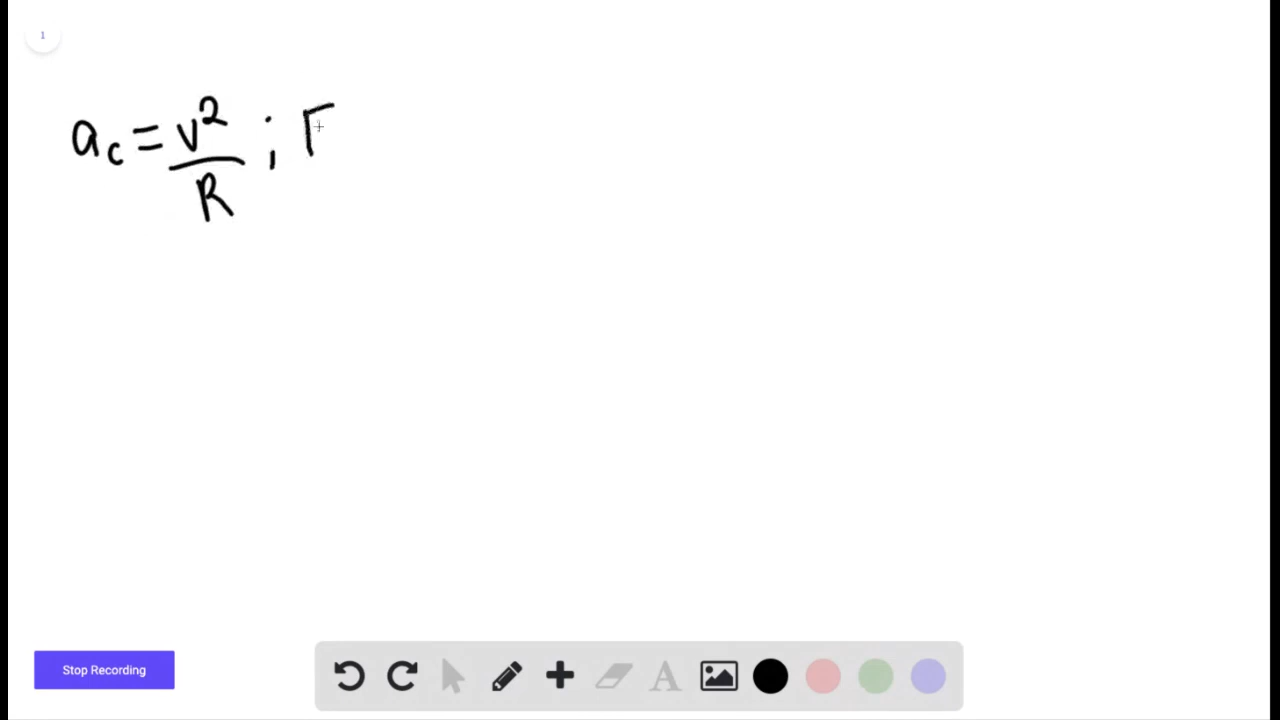 1
a_c = v²/R ; F
Stop Recording
A